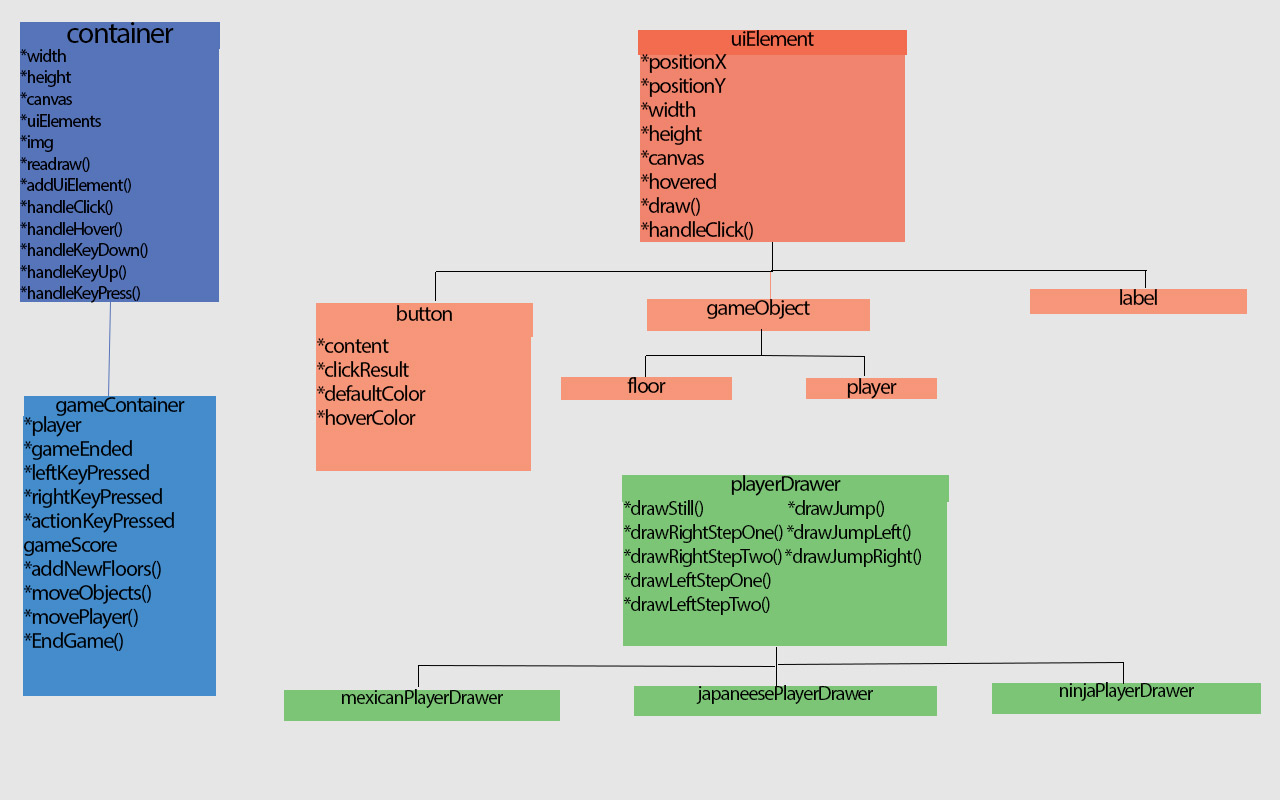 container
*width
*height
*canvas
*uiElements
*img
*readraw()
*addUiElement()
*handleClick()
*handleHover()
*handleKeyDown()
*handleKeyUp()
*handleKeyPress()
gameContainer
*player
*gameEnded
*leftKeyPressed
*rightKeyPressed
*actionKeyPressed
gameScore
*addNewFloors()
*moveObjects()
*movePlayer()
*EndGame()
uiElement
*positionX
*positionY
*width
*height
*canvas
*hovered
*draw()
*handleClick()
button
*content
*clickResult
*defaultColor
*hoverColor
gameObject
label
floor
player
playerDrawer
*drawStill() *drawJump()
*drawRightStepOne() *drawJumpLeft()
*drawRightStepTwo() *drawJumpRight()
*drawLeftStepOne()
*drawLeftStepTwo()
mexicanPlayerDrawer
japaneesePlayerDrawer
ninjaPlayerDrawer